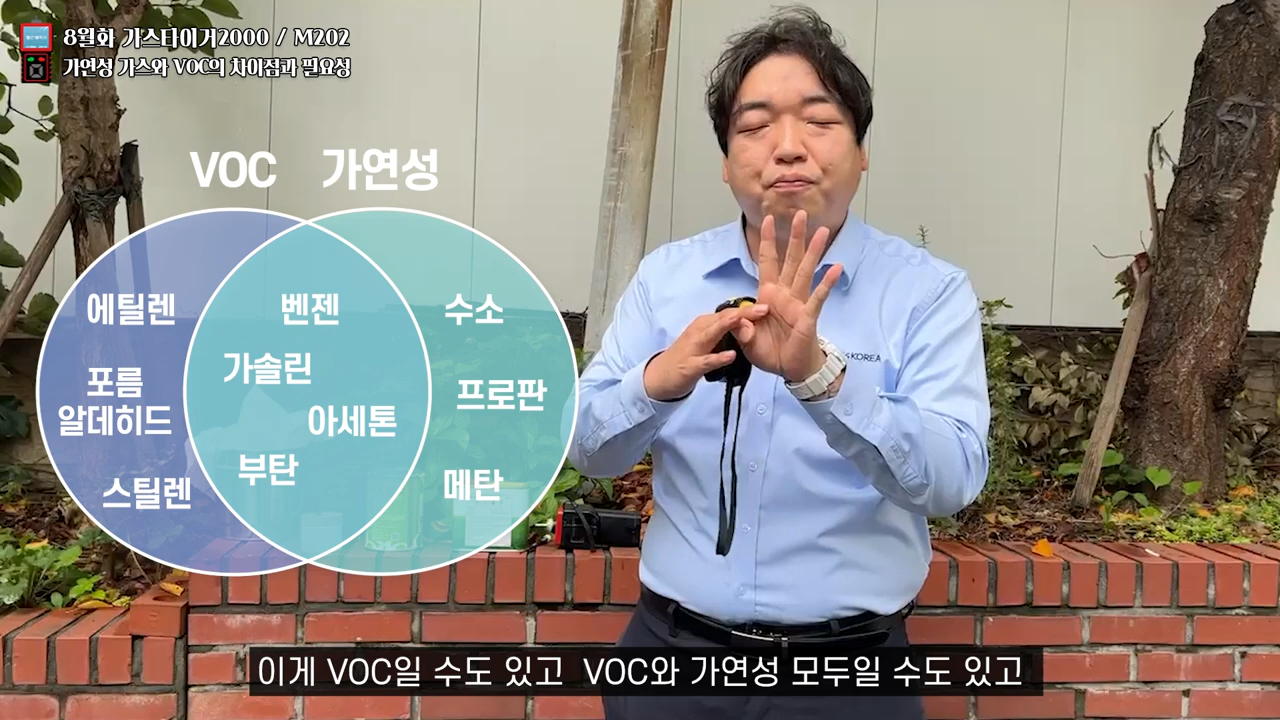 8월화 가스타이거2000 / M202
가연성 가스와 VOC의 차이점과 필요성
VOC 가연성
에틸렌
포름
알데히드
스틸렌
벤젠
가솔린
아세톤
부탄
수소
프로판
메탄
KOREA
이게 VOC일 수도 있고 VOC와 가연성 모두일 수도 있고